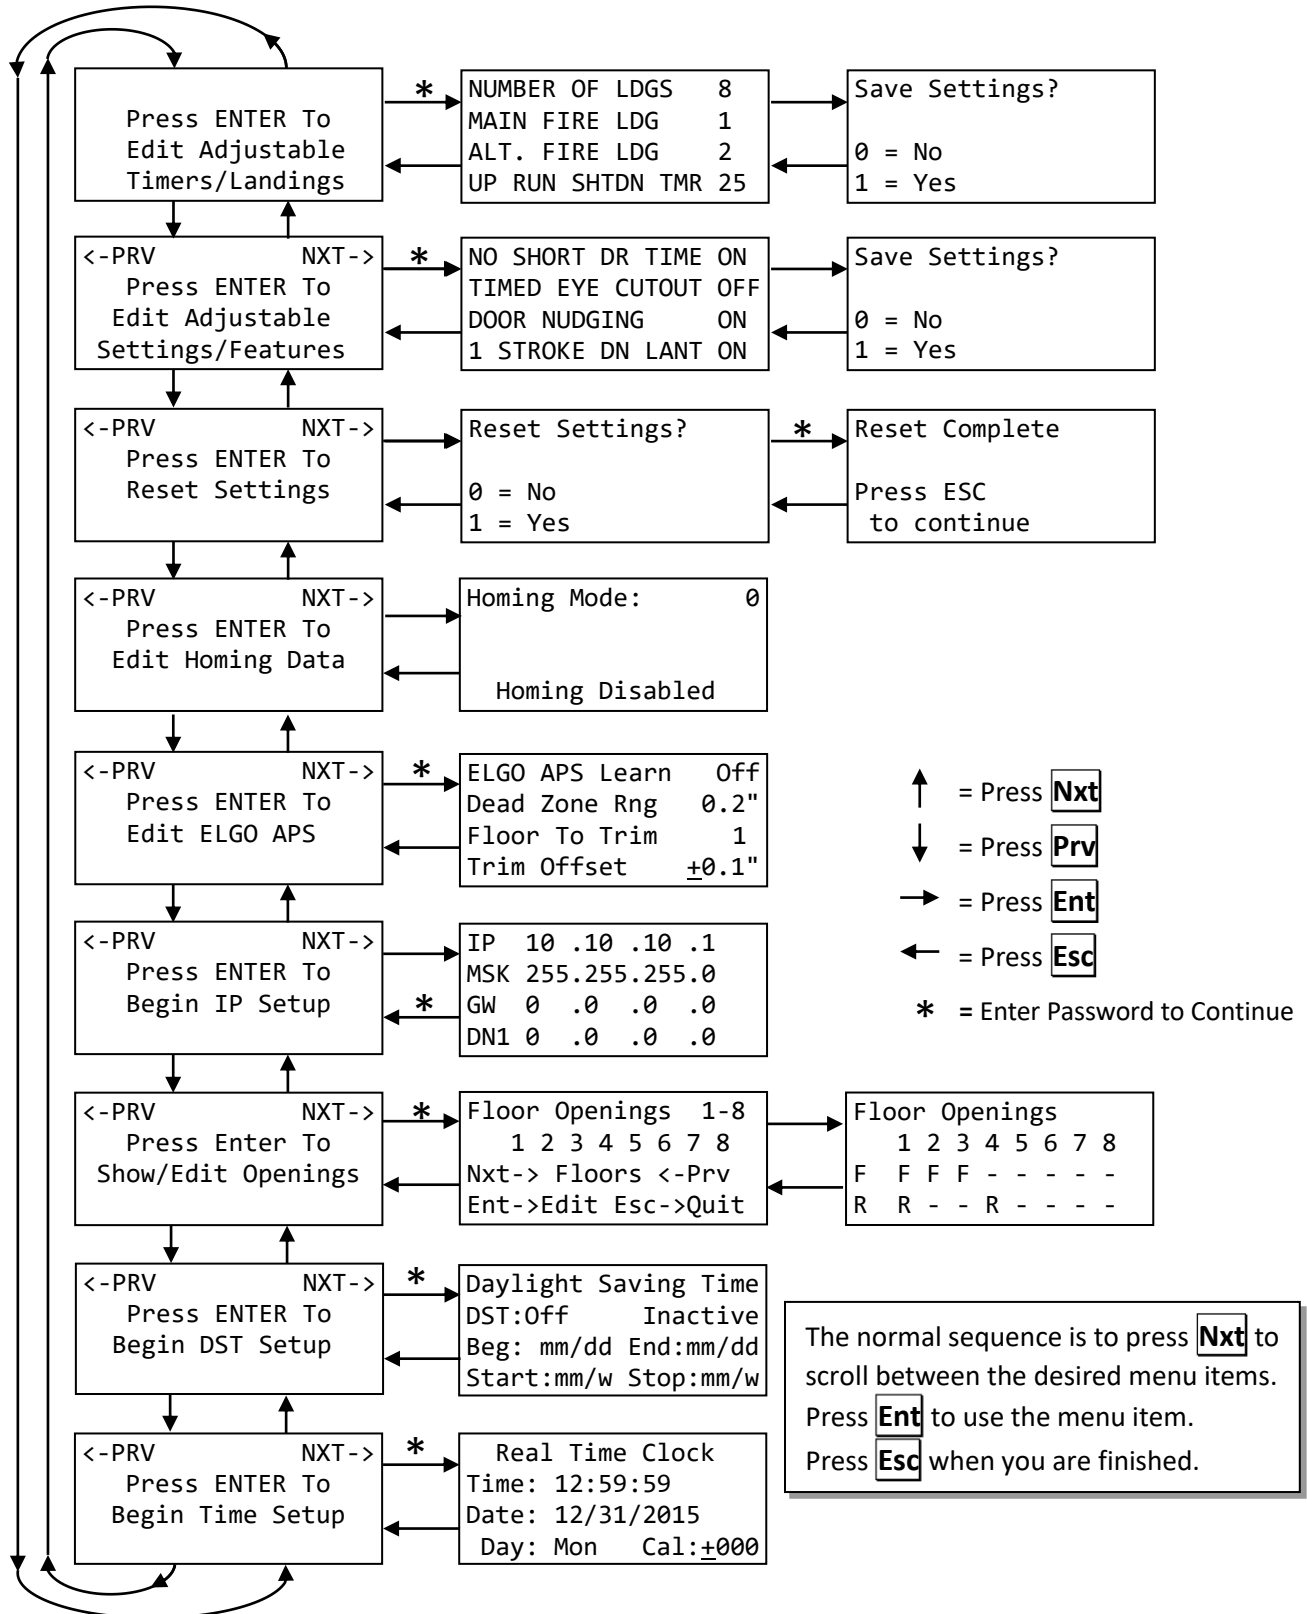 Press ENTER To
Edit Adjustable
Timers/Landings
*
NUMBER OF LDGS 8
MAIN FIRE LDG 1
ALT. FIRE LDG 2
UP RUN SHTDN TMR 25
Save Settings?
0 = No
1 = Yes
<-PRV NXT->
Press ENTER To
Edit Adjustable
Settings/Features
*
NO SHORT DR TIME ON
TIMED EYE CUTOUT OFF
DOOR NUDGING ON
1 STROKE DN LANT ON
Save Settings?
0 = No
1 = Yes
<-PRV NXT->
Press ENTER To
Reset Settings
Reset Settings?
0 = No
1 = Yes
*
Reset Complete
Press ESC
to continue
<-PRV NXT->
Press ENTER To
Edit Homing Data
Homing Mode: 0
Homing Disabled
<-PRV NXT->
Press ENTER To
Edit ELGO APS
*
ELGO APS Learn Off
Dead Zone Rng 0.2"
Floor To Trim 1
Trim Offset ±0.1"
= Press Nxt
= Press Prv
= Press Ent
= Press Esc
* = Enter Password to Continue
<-PRV NXT->
Press ENTER To
Begin IP Setup
*
IP 10 .10 .10 .1
MSK 255.255.255.0
GW 0 .0 .0 .0
DN1 0 .0 .0 .0
<-PRV NXT->
Press Enter To
Show/Edit Openings
*
Floor Openings 1-8
1 2 3 4 5 6 7 8
Nxt-> Floors <-Prv
Ent->Edit Esc->Quit
Floor Openings
1 2 3 4 5 6 7 8
F F F F - - - - -
R R - - R - - - -
<-PRV NXT->
Press ENTER To
Begin DST Setup
*
Daylight Saving Time
DST:Off Inactive
Beg: mm/dd End:mm/dd
Start:mm/w Stop:mm/w
The normal sequence is to press Nxt to
scroll between the desired menu items.
Press Ent to use the menu item.
Press Esc when you are finished.
<-PRV NXT->
Press ENTER To
Begin Time Setup
*
Real Time Clock
Time: 12:59:59
Date: 12/31/2015
Day: Mon Cal:±000